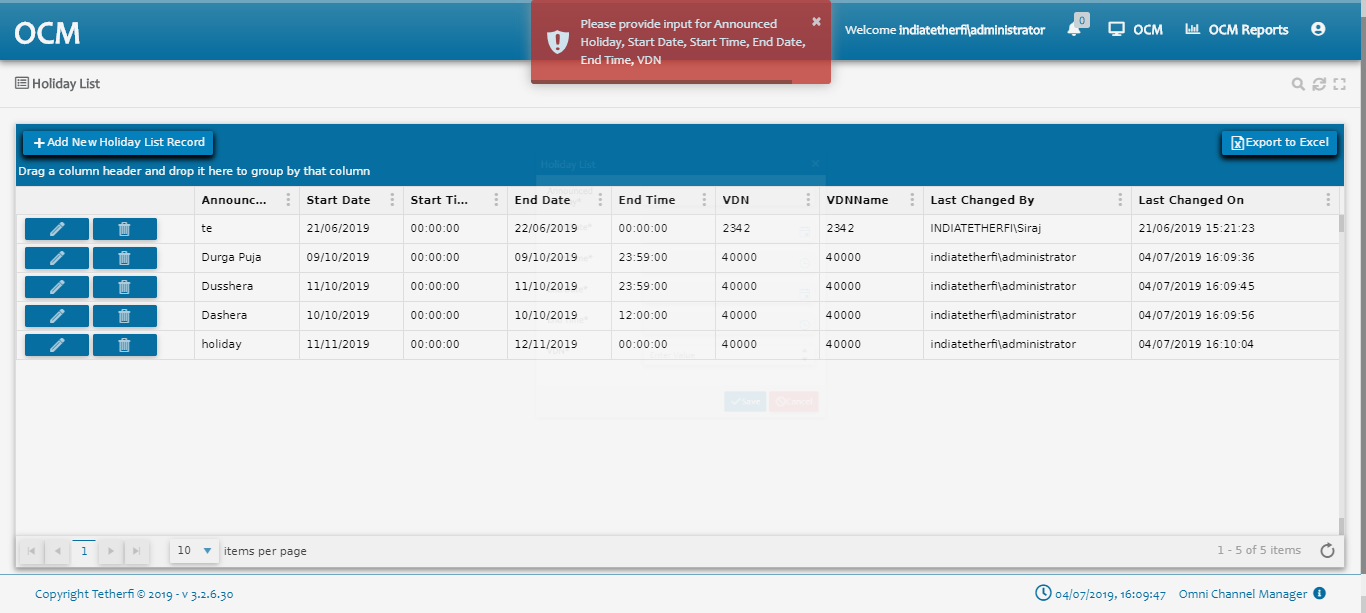 OCM
Please provide input for Announced
Holiday, Start Date, Start Time, End Date,
End Time, VDN
Welcome indiatetherfi\administrator
0
OCM
OCM Reports
Holiday List
Add New Holiday List Record
Export to Excel
Drag a column header and drop it here to group by that column
Holiday List
Announc... Start Date Start Ti... End Date End Time VDN VDNName Last Changed By Last Changed On
te 21/06/2019 00:00:00 22/06/2019 00:00:00 2342 2342 INDIATETHERFI\Siraj 21/06/2019 15:21:23
Durga Puja 09/10/2019 00:00:00 09/10/2019 23:59:00 40000 40000 indiatetherfi\administrator 04/07/2019 16:09:36
Dusshera 11/10/2019 00:00:00 11/10/2019 23:59:00 40000 40000 indiatetherfi\administrator 04/07/2019 16:09:45
Dashera 10/10/2019 00:00:00 10/10/2019 12:00:00 40000 40000 indiatetherfi\administrator 04/07/2019 16:09:56
holiday 11/11/2019 00:00:00 12/11/2019 00:00:00 40000 40000 indiatetherfi\administrator 04/07/2019 16:10:04
1 10 items per page 1 - 5 of 5 items
Copyright Tetherfi © 2019 - v 3.2.6.30 04/07/2019, 16:09:47 Omni Channel Manager